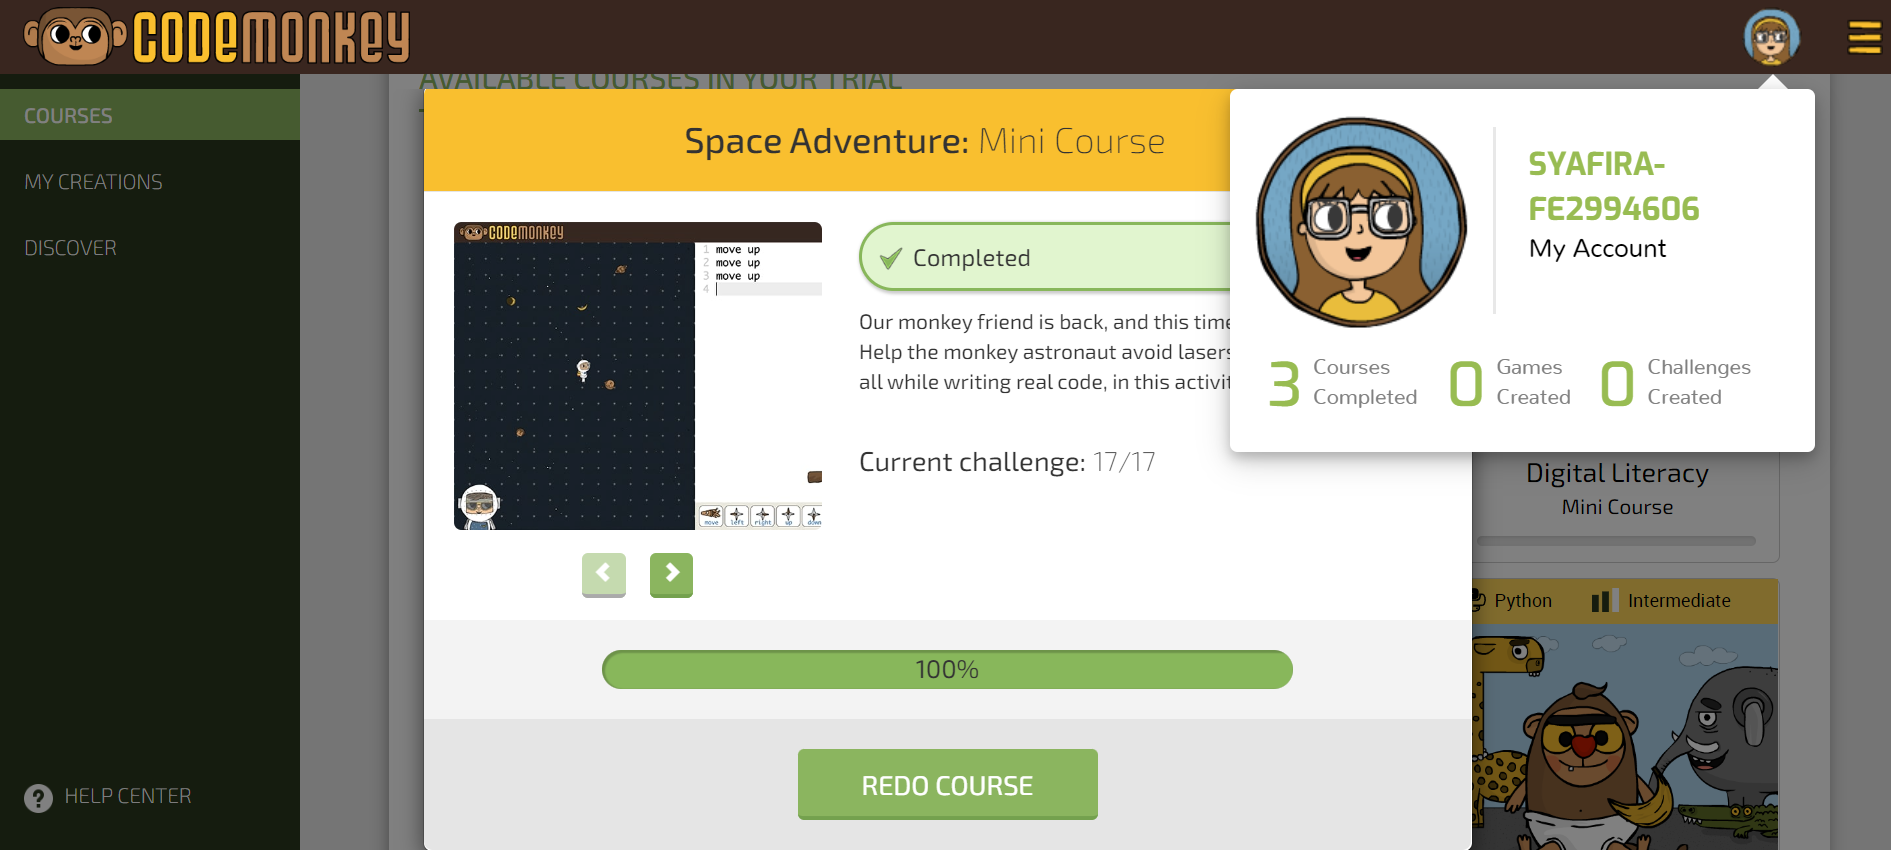 CODEMONKEY
COURSES
MY CREATIONS
DISCOVER
HELP CENTER
AVAILABLE COURSES IN YOUR TRIAL
Space Adventure: Mini Course
CODEMONKEY
1 move up
2 move up
3 move up
4
move left right up down
Completed
Our monkey friend is back, and this time
Help the monkey astronaut avoid lasers
all while writing real code, in this activit
Current challenge: 17/17
100%
REDO COURSE
SYAFIRA-
FE2994606
My Account
3 Courses Completed
0 Games Created
0 Challenges Created
Digital Literacy
Mini Course
Python Intermediate